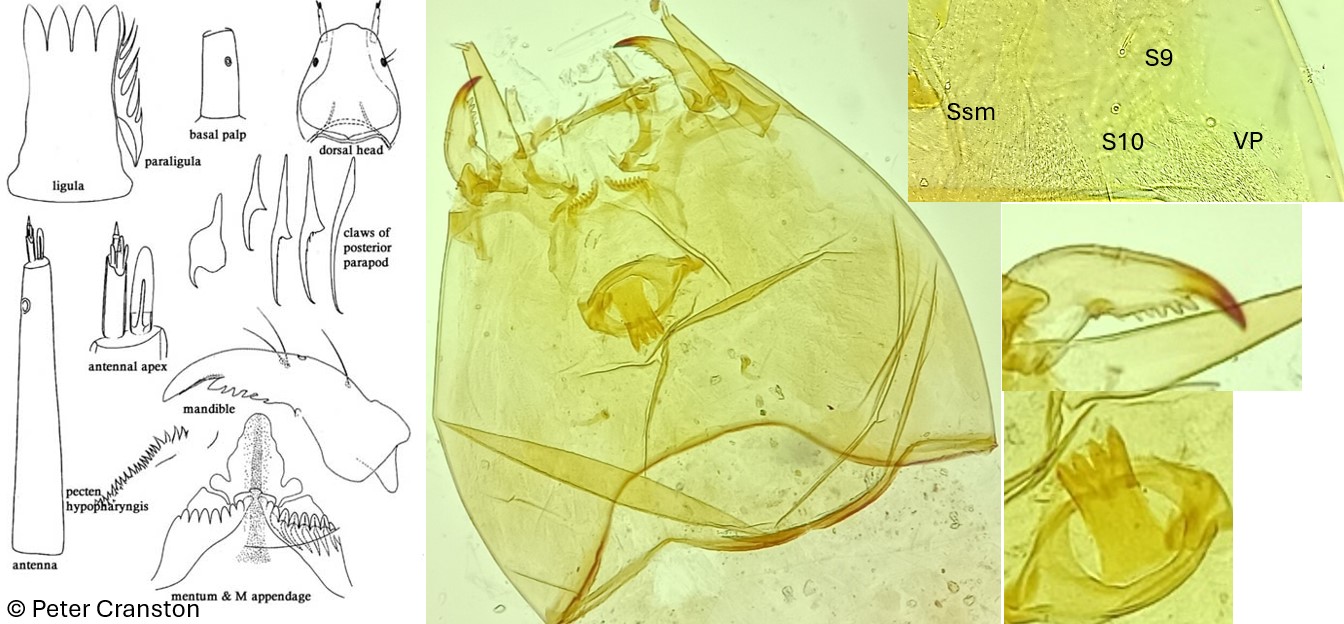 ligula
paraligula
basal palp
dorsal head
claws of
posterior
parapod
antennal apex
mandible
pecten
hypopharyngis
antenna
mentum & M appendage
© Peter Cranston
Ssm
S9
S10
VP